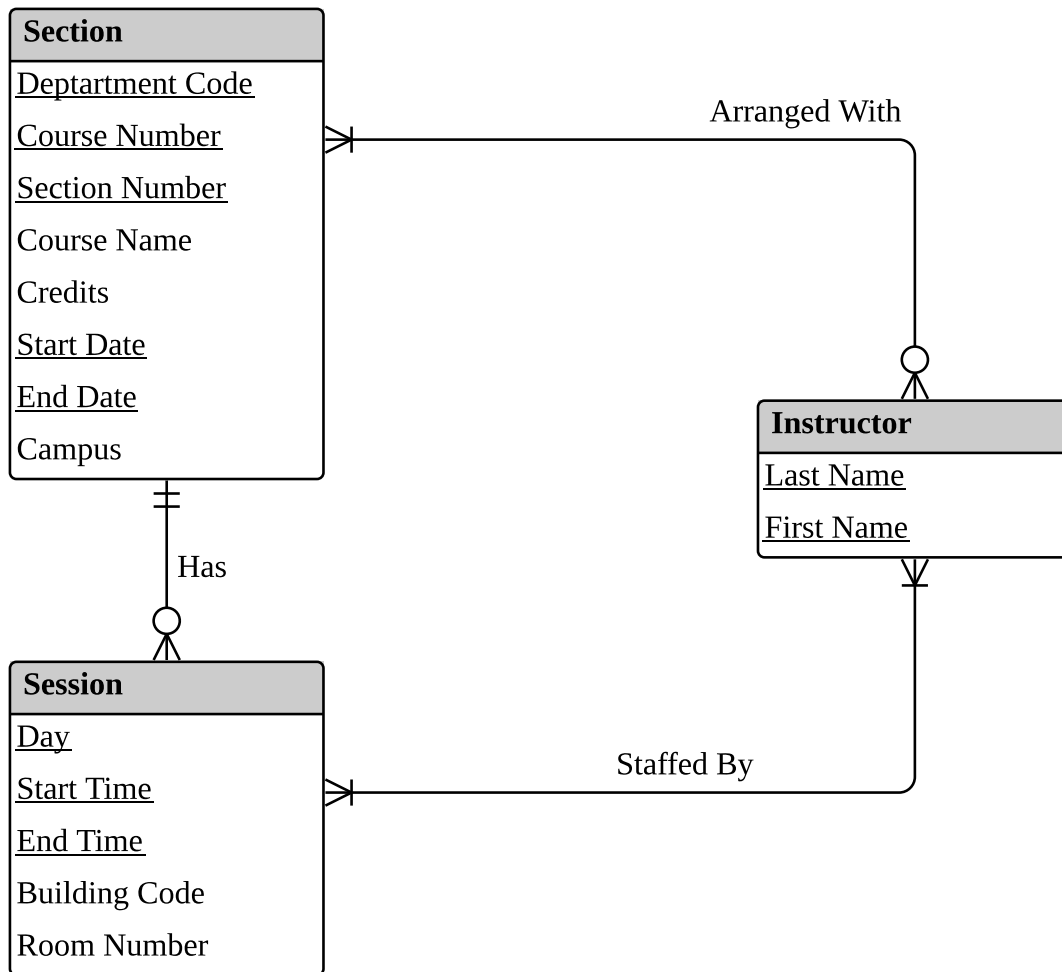 Section
Deptartment Code
Course Number
Section Number
Course Name
Credits
Start Date
End Date
Campus
Arranged With
Has
Instructor
Last Name
First Name
Session
Day
Start Time
End Time
Building Code
Room Number
Staffed By